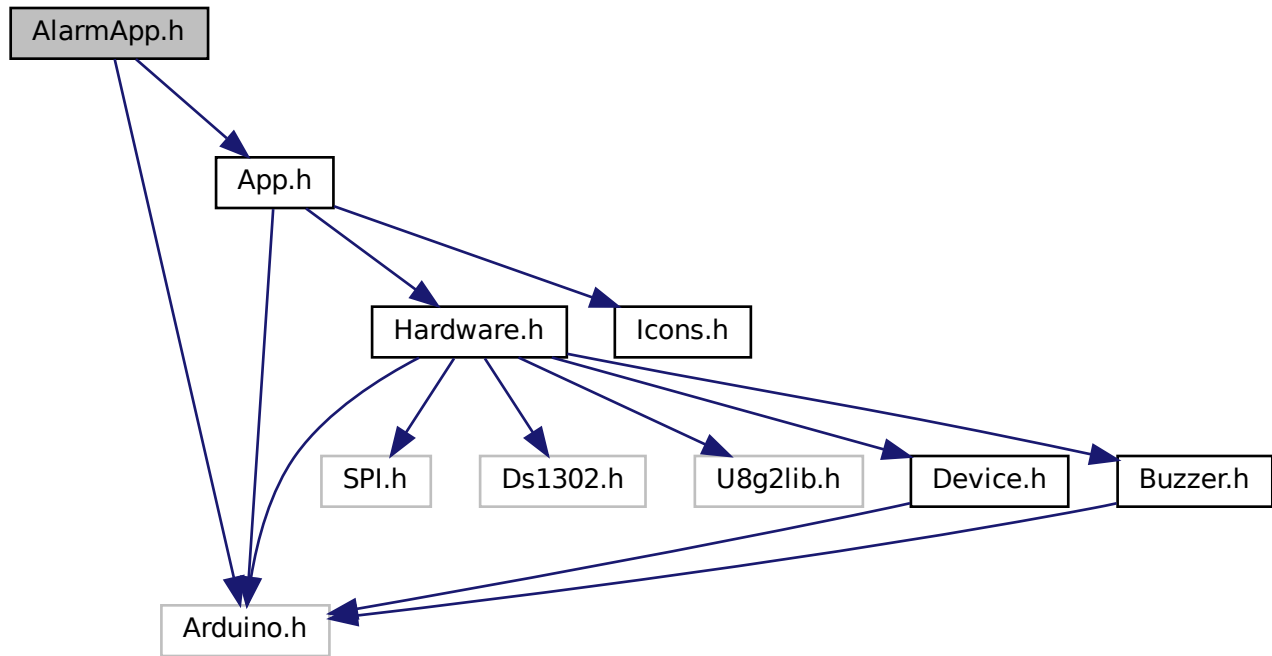 AlarmApp.h
App.h
Hardware.h
Icons.h
SPI.h
Ds1302.h
U8g2lib.h
Device.h
Buzzer.h
Arduino.h